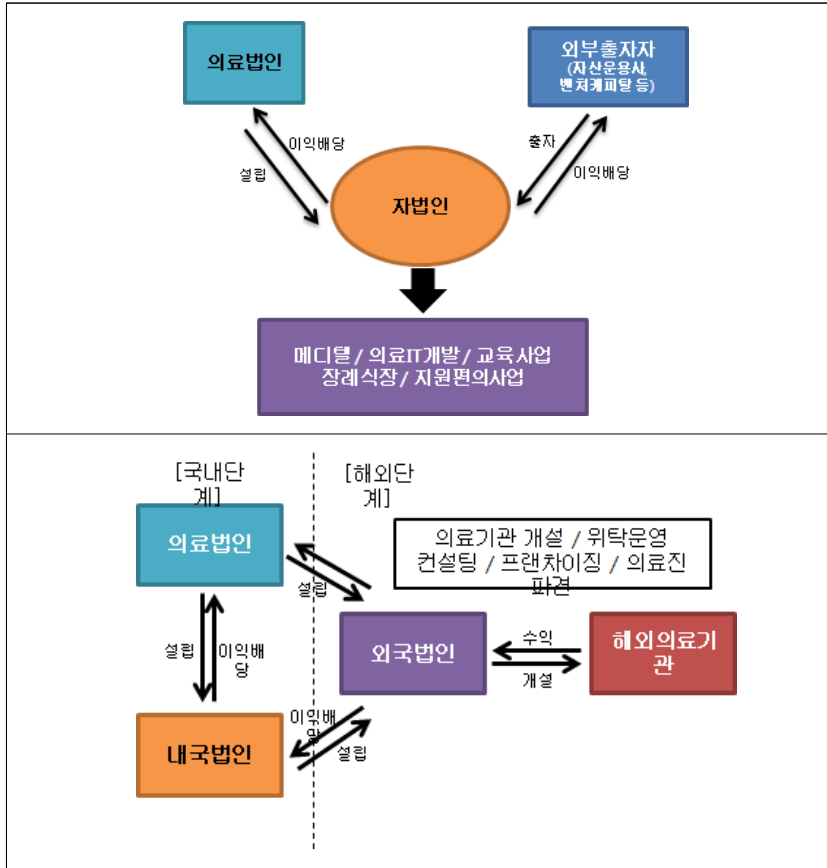 의료법인
외부출자자
(자산운용사,
벤처캐피탈 등)
이익배당
설립
출자
이익배당
자법인
메디텔 / 의료IT개발 / 교육사업
장례식장 / 지원편의사업
[국내단
계]
[해외단
계]
의료법인
의료기관 개설 / 위탁운영
컨설팅 / 프랜차이징 / 의료진
파견
설립
설립
이익배
당
외국법인
수익
개설
해외의료기
관
이익배
당
설립
내국법인